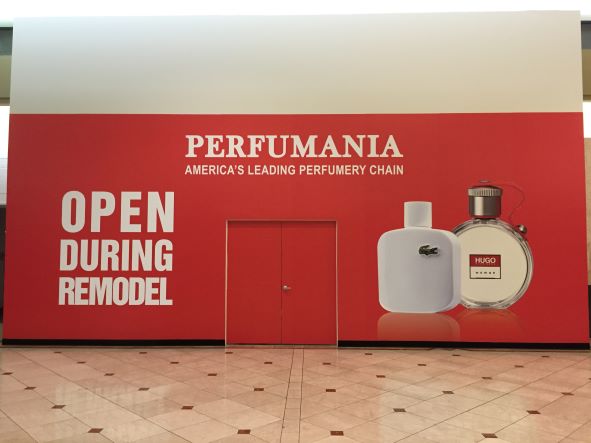 PERFUMANIA
AMERICA'S LEADING PERFUMERY CHAIN
OPEN
DURING
REMODEL
HUGO
woman